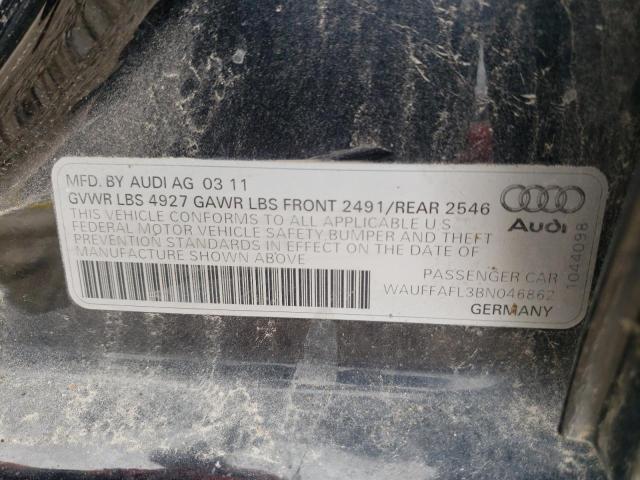 MFD. BY AUDI AG 03 11
GVWR LBS 4927 GAWR LBS FRONT 2491/REAR 2546
THIS VEHICLE CONFORMS TO ALL APPLICABLE U.S
FEDERAL MOTOR VEHICLE SAFETY,BUMPER AND THEFT
PREVENTION STANDARDS IN EFFECT ON THE DATE OF
MANUFACTURE SHOWN ABOVE
Audi
PASSENGER CAR
WAUFFAFL3BN046862
GERMANY
1044098